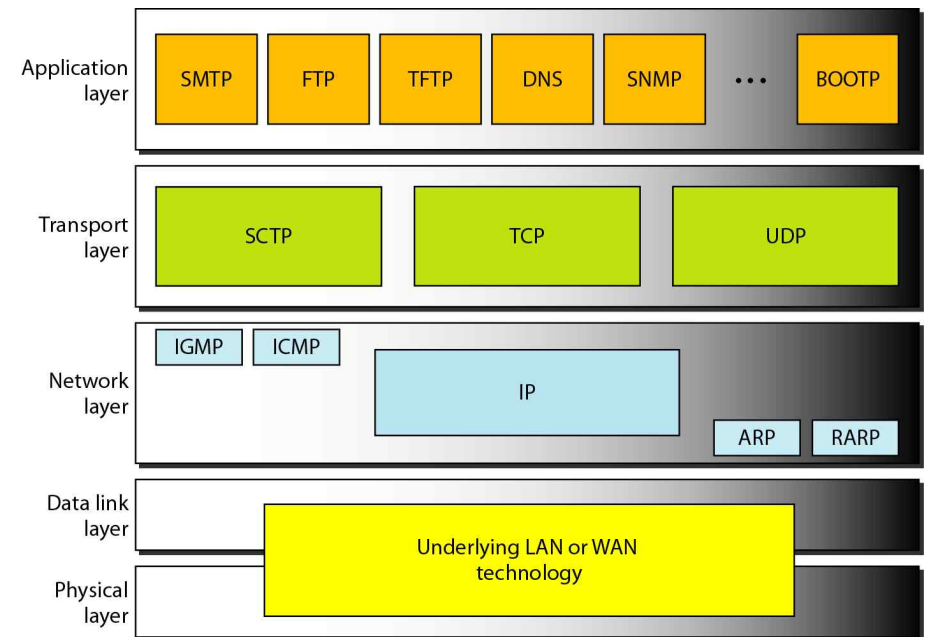 Application
layer
SMTP FTP TFTP DNS SNMP ... BOOTP
Transport
layer
SCTP TCP UDP
Network
layer
IGMP ICMP
IP
ARP RARP
Data link
layer
Underlying LAN or WAN
technology
Physical
layer